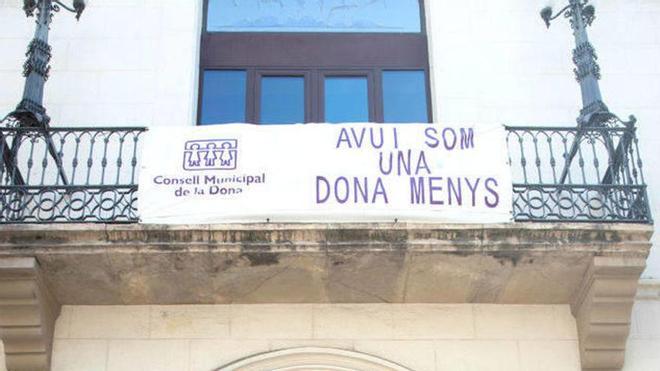 Consell Municipal
de la Dona
AVUI SOM
UNA
DONA MENYS